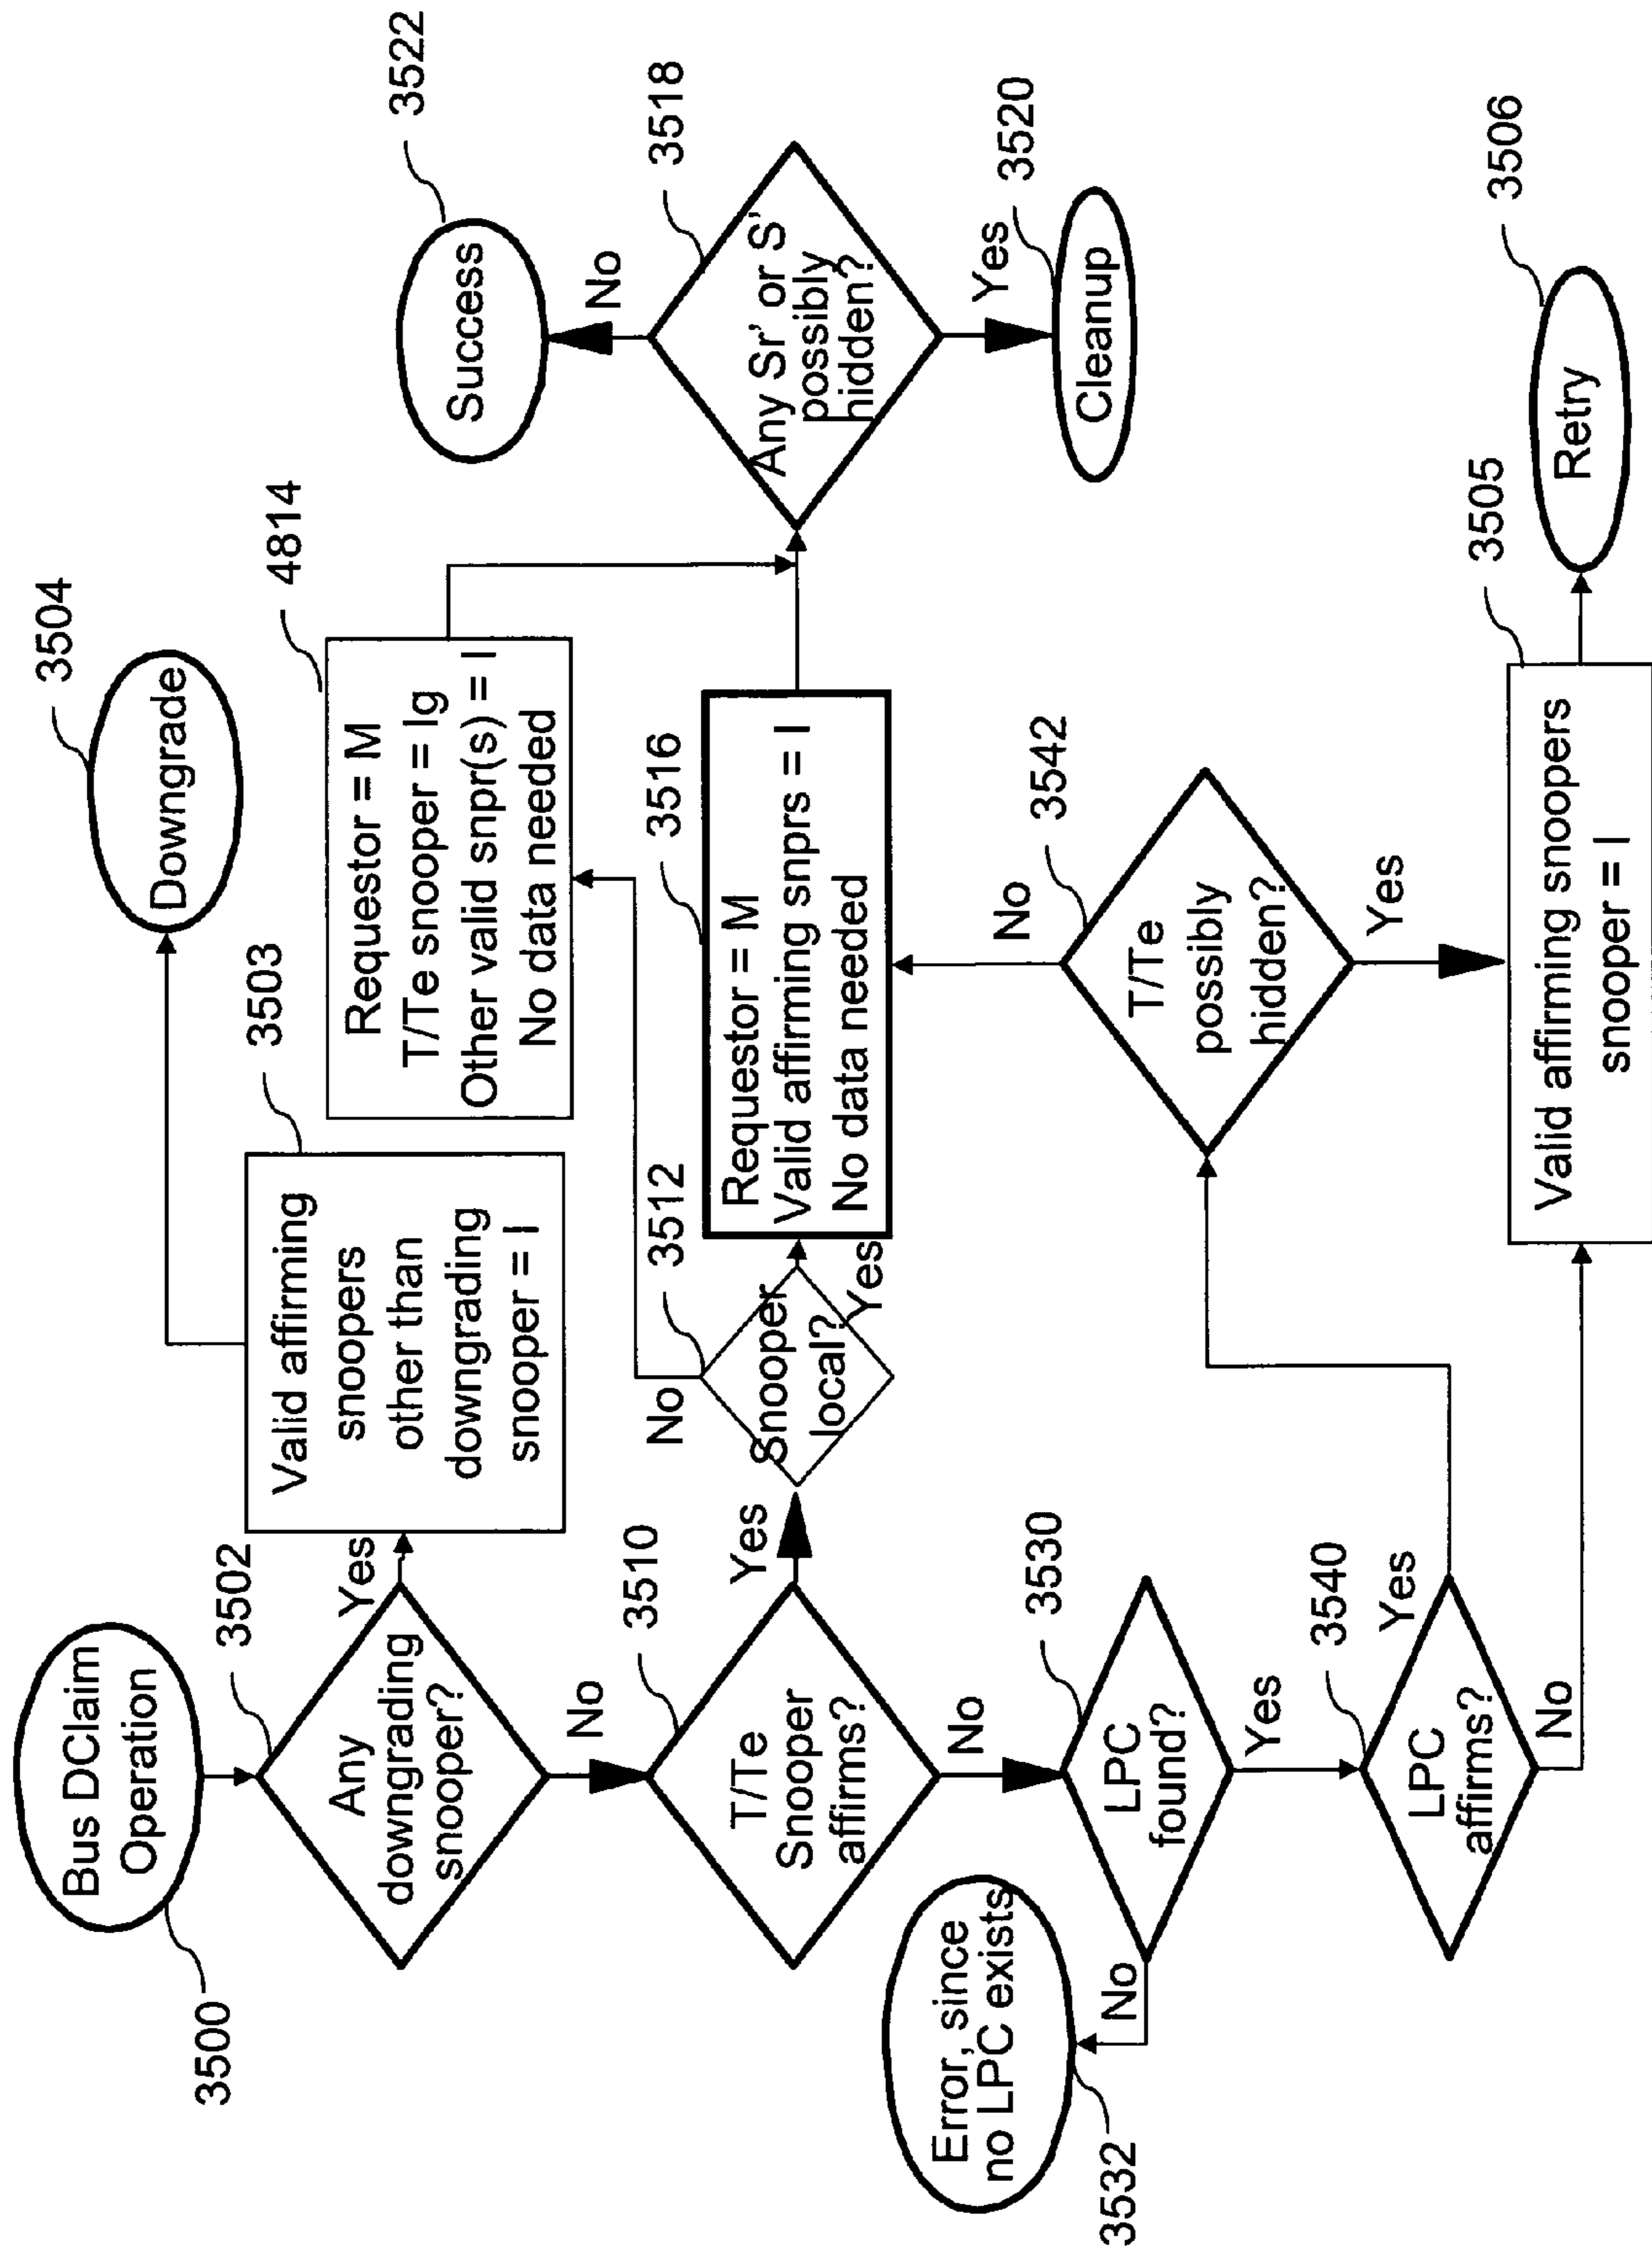 3500
Bus DClaim
Operation
3502
Any
downgrading
snooper?
Yes
No
3503
Valid affirming
snoopers
other than
downgrading
snooper = I
3504
Downgrade
3510
T/Te
Snooper
affirms?
Yes
No
3512
Snooper
local?
No
Yes
4814
Requestor = M
T/Te snooper = Ig
Other valid snpr(s) = I
No data needed
3516
Requestor = M
Valid affirming snprs = I
No data needed
3518
Any Sr' or S'
possibly
hidden?
No
3522
Success
Yes
3520
Cleanup
3530
LPC
found?
No
Yes
3532
Error, since
no LPC exists
3540
LPC
affirms?
Yes
No
3542
T/Te
possibly
hidden?
No
Yes
3505
Valid affirming snoopers
snooper = I
3506
Retry